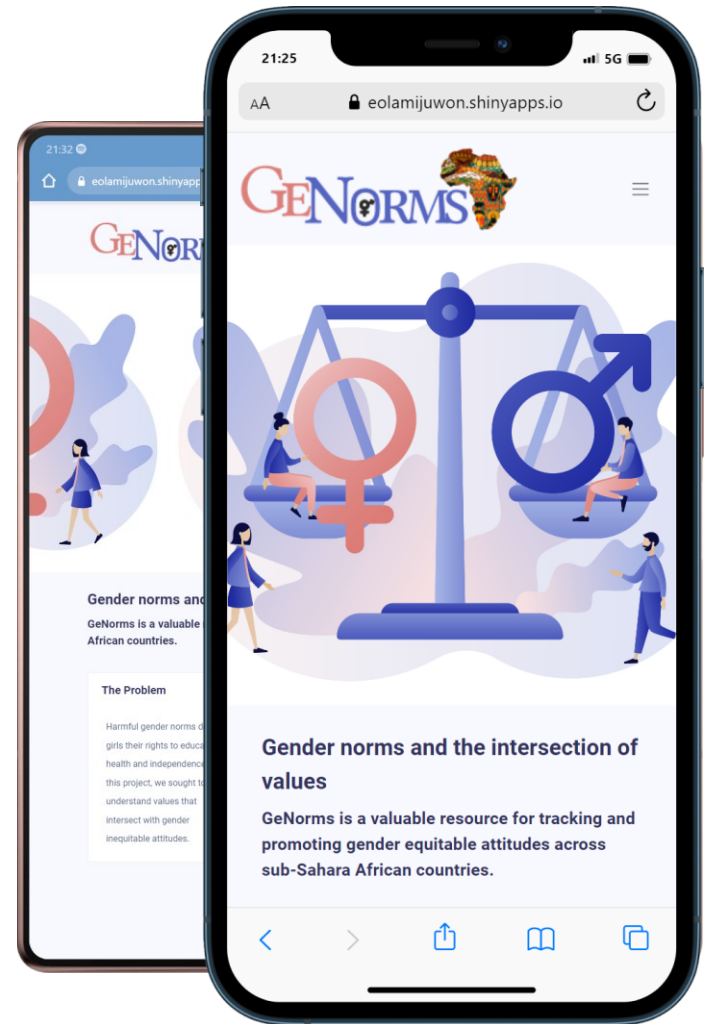 21:32
eolamijuwon.shinyapp
GENOR
Gender norms and
GeNorms is a valuable
African countries.
The Problem
Harmful gender norms d
girls their rights to educa
health and independence
this project, we sought to
understand values that
intersect with gender
inequitable attitudes.
21:25
5G
AA
eolamijuwon.shinyapps.io
GENORMS
Gender norms and the intersection of
values
GeNorms is a valuable resource for tracking and
promoting gender equitable attitudes across
sub-Sahara African countries.